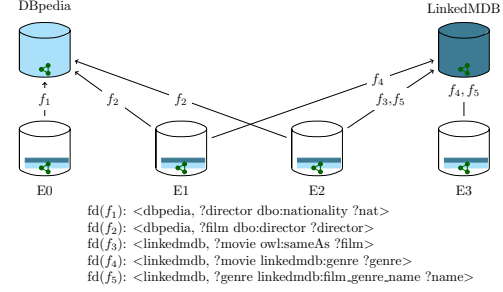 DBpedia
LinkedMDB
f1
f2
f2
f4
f3,f5
f4,f5
E0
E1
E2
E3
fd(f1): <dbpedia, ?director dbo:nationality ?nat>
fd(f2): <dbpedia, ?film dbo:director ?director>
fd(f3): <linkedmdb, ?movie owl:sameAs ?film>
fd(f4): <linkedmdb, ?movie linkedmdb:genre ?genre>
fd(f5): <linkedmdb, ?genre linkedmdb:film_genre_name ?name>